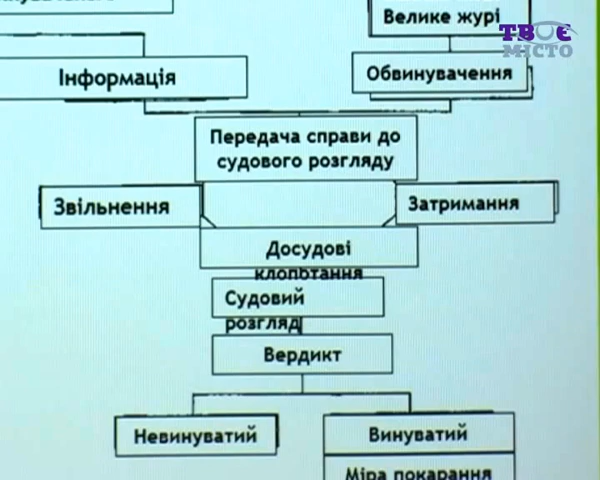 Велике журі
ТВОЄ
МІСТО
Інформація
Обвинувачення
Передача справи до
судового розгляду
Звільнення
Затримання
Досудові
клопотання
Судовий
розгляд
Вердикт
Невинуватий
Винуватий
Міра покарання